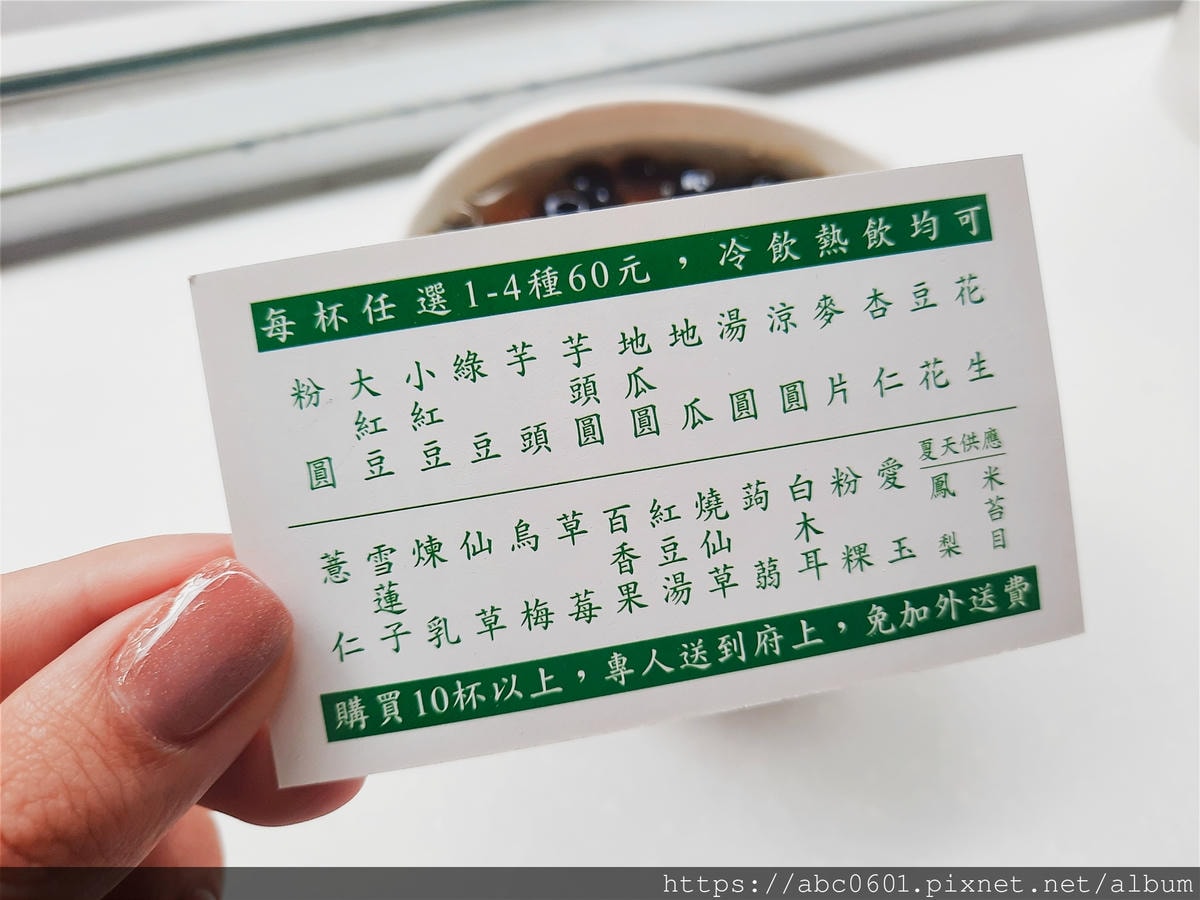 每杯任選1-4種60元，冷飲熱飲均可
粉圓
大紅豆
小紅豆
綠豆
芋頭
芋頭圓
地瓜圓
地瓜
湯圓
涼圓
麥片
杏仁
豆花
花生
薏仁
雪蓮子
煉乳
仙草
烏梅
草莓
百香果
紅豆湯
燒仙草
蒟蒻
白木耳
粉粿
愛玉
夏天供應
鳳梨
米苔目
購買10杯以上，專人送到府上，免加外送費
https://abc0601.pixnet.net/album